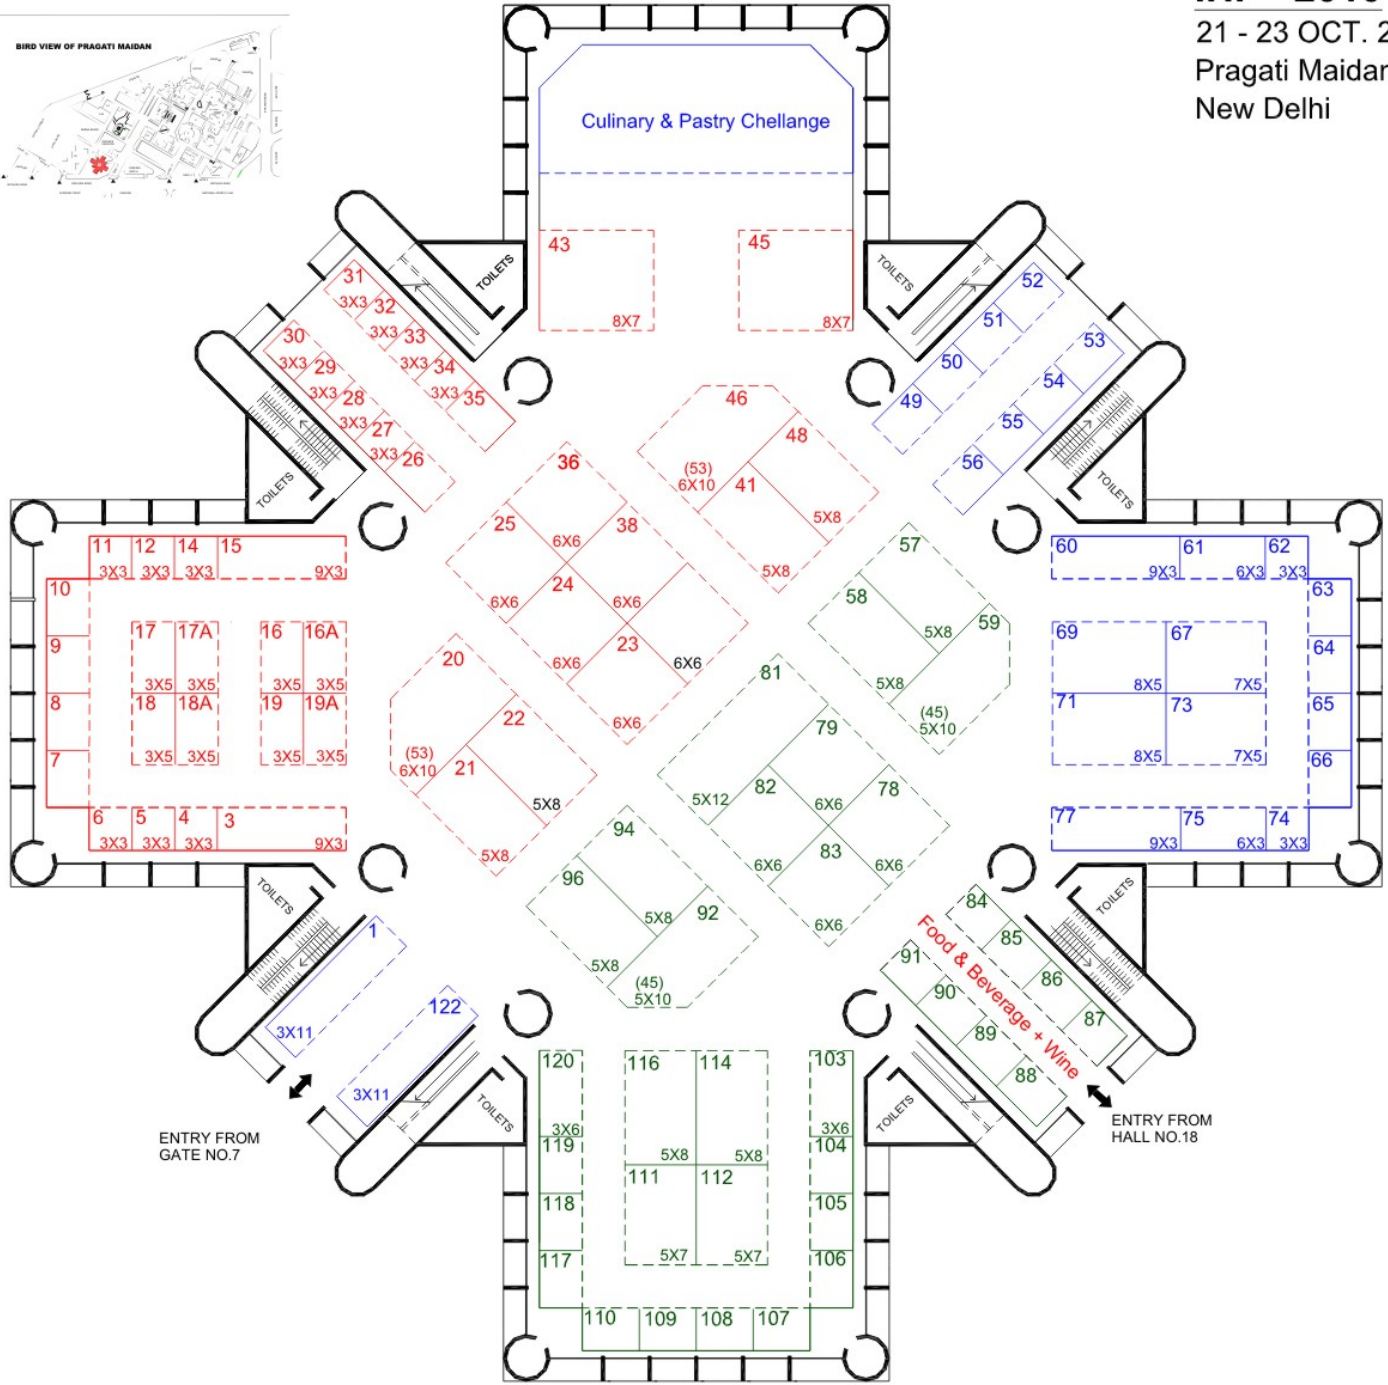 BIRD VIEW OF PRAGATI MAIDAN
21 - 23 OCT. 2
Pragati Maidan
New Delhi
Culinary & Pastry Chellange
43
8X7
45
8X7
TOILETS
TOILETS
31
3X3
32
3X3
33
3X3
34
3X3
35
30
3X3
29
3X3
28
3X3
27
3X3
26
52
51
50
49
53
54
55
56
TOILETS
TOILETS
46
(53)
6X10
48
41
5X8
5X8
36
25
6X6
38
24
6X6
6X6
23
6X6
6X6
6X6
57
58
5X8
59
5X8
(45)
5X10
11
3X3
12
3X3
14
3X3
15
9X3
10
9
8
7
17
3X5
17A
3X5
16
3X5
16A
3X5
18
3X5
18A
3X5
19
3X5
19A
3X5
6
3X3
5
3X3
4
3X3
3
9X3
20
(53)
6X10
22
21
5X8
5X8
60
9X3
61
6X3
62
3X3
63
64
65
66
69
8X5
67
7X5
71
8X5
73
7X5
77
9X3
75
6X3
74
3X3
81
5X12
79
82
6X6
78
6X6
83
6X6
6X6
94
96
5X8
92
5X8
(45)
5X10
TOILETS
TOILETS
1
3X11
122
3X11
84
85
86
87
Food & Beverage + Wine
91
90
89
88
ENTRY FROM
GATE NO.7
ENTRY FROM
HALL NO.18
TOILETS
TOILETS
120
3X6
119
118
117
116
5X8
114
5X8
111
5X7
112
5X7
103
3X6
104
105
106
110
109
108
107